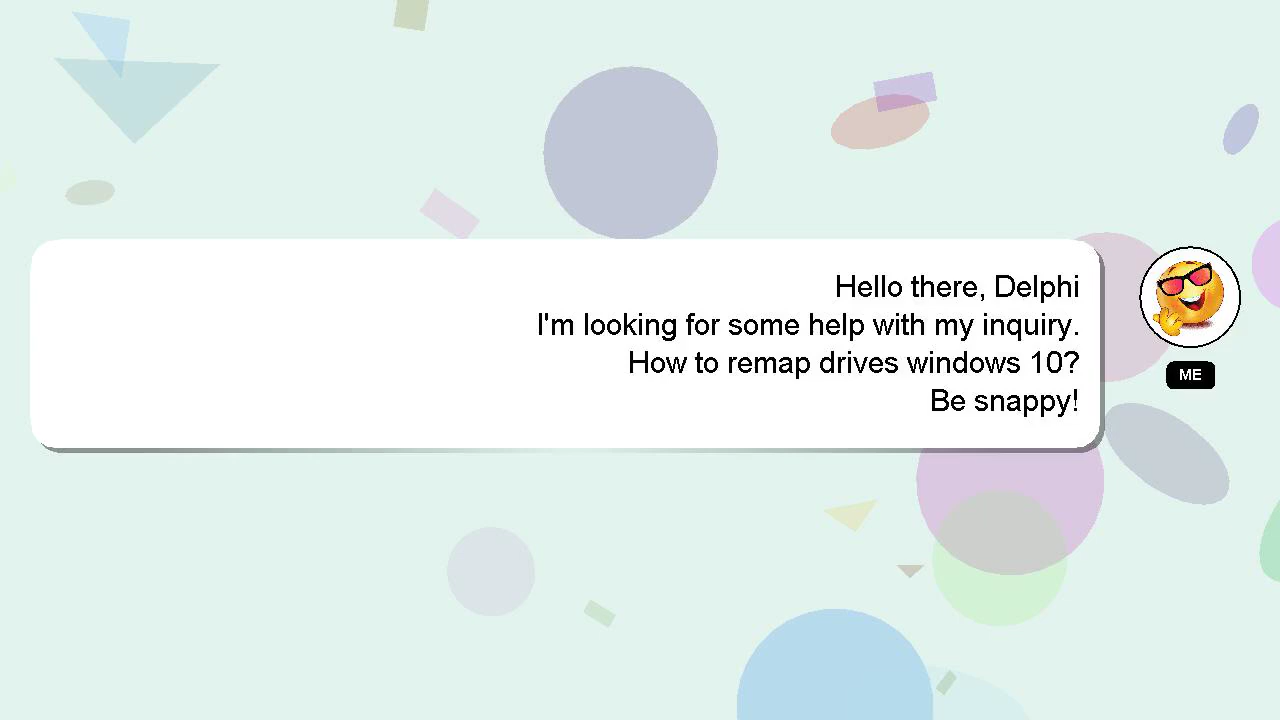 Hello there, Delphi
I'm looking for some help with my inquiry.
How to remap drives windows 10?
Be snappy!
ME